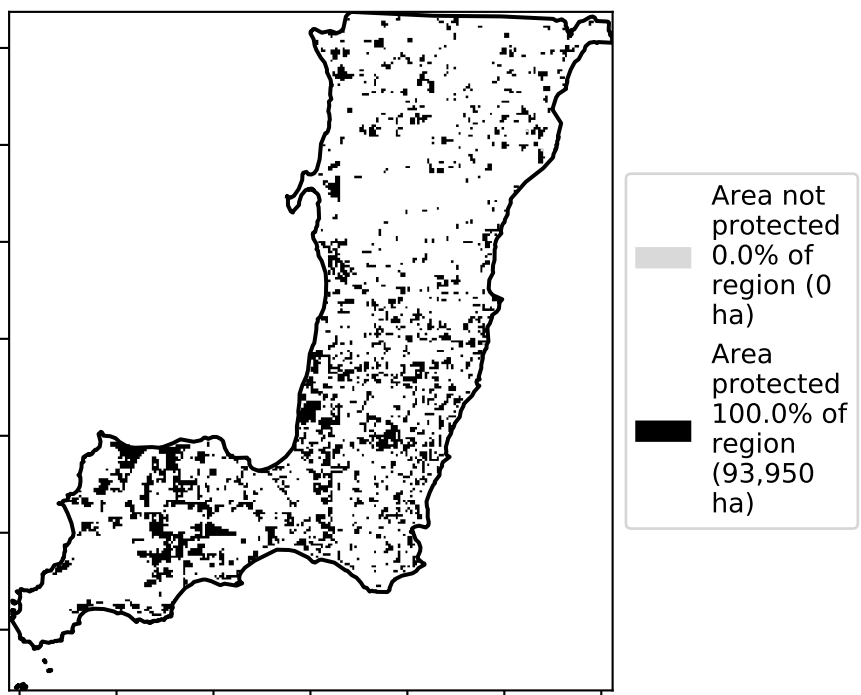 Area not
protected
0.0% of
region (0
ha)
Area
protected
100.0% of
region
(93,950
ha)